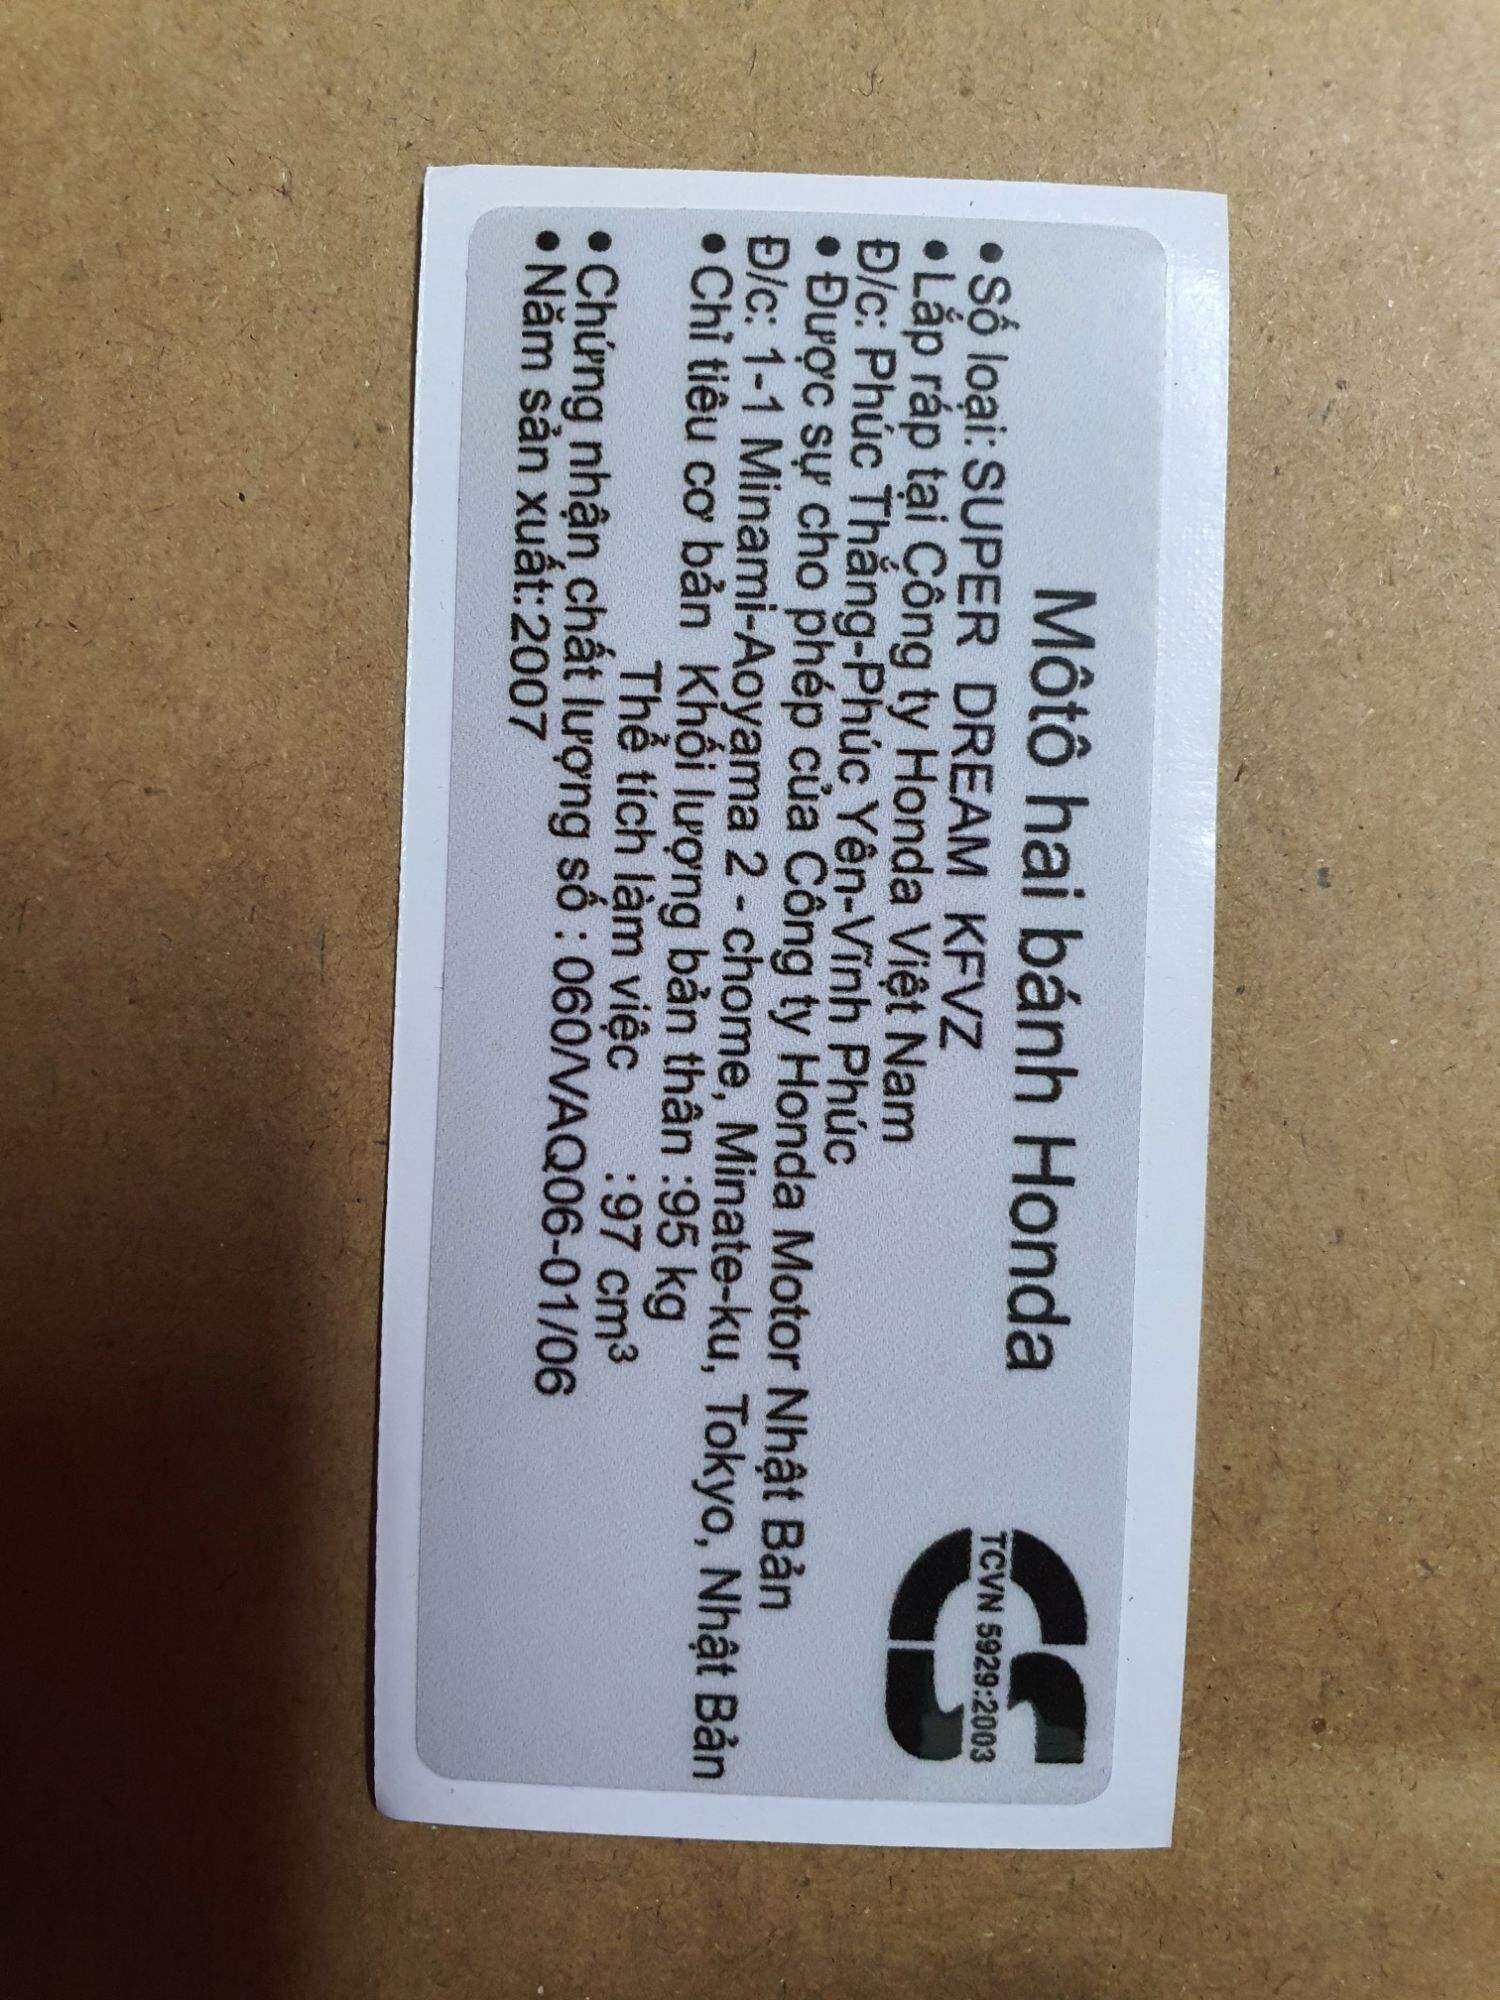 Môtô hai bánh Honda
TCVN 5929:2003
• Số loại: SUPER DREAM KFVZ
• Lắp ráp tại Công ty Honda Việt Nam
Đ/c: Phúc Thắng-Phúc Yên-Vĩnh Phúc
• Được sự cho phép của Công ty Honda Motor Nhật Bản
Đ/c: 1-1 Minami-Aoyama 2 - chome, Minate-ku, Tokyo, Nhật Bản
• Chỉ tiêu cơ bản Khối lượng bản thân :95 kg
Thể tích làm việc :97 cm³
• Chứng nhận chất lượng số : 060/VAQ06-01/06
• Năm sản xuất:2007